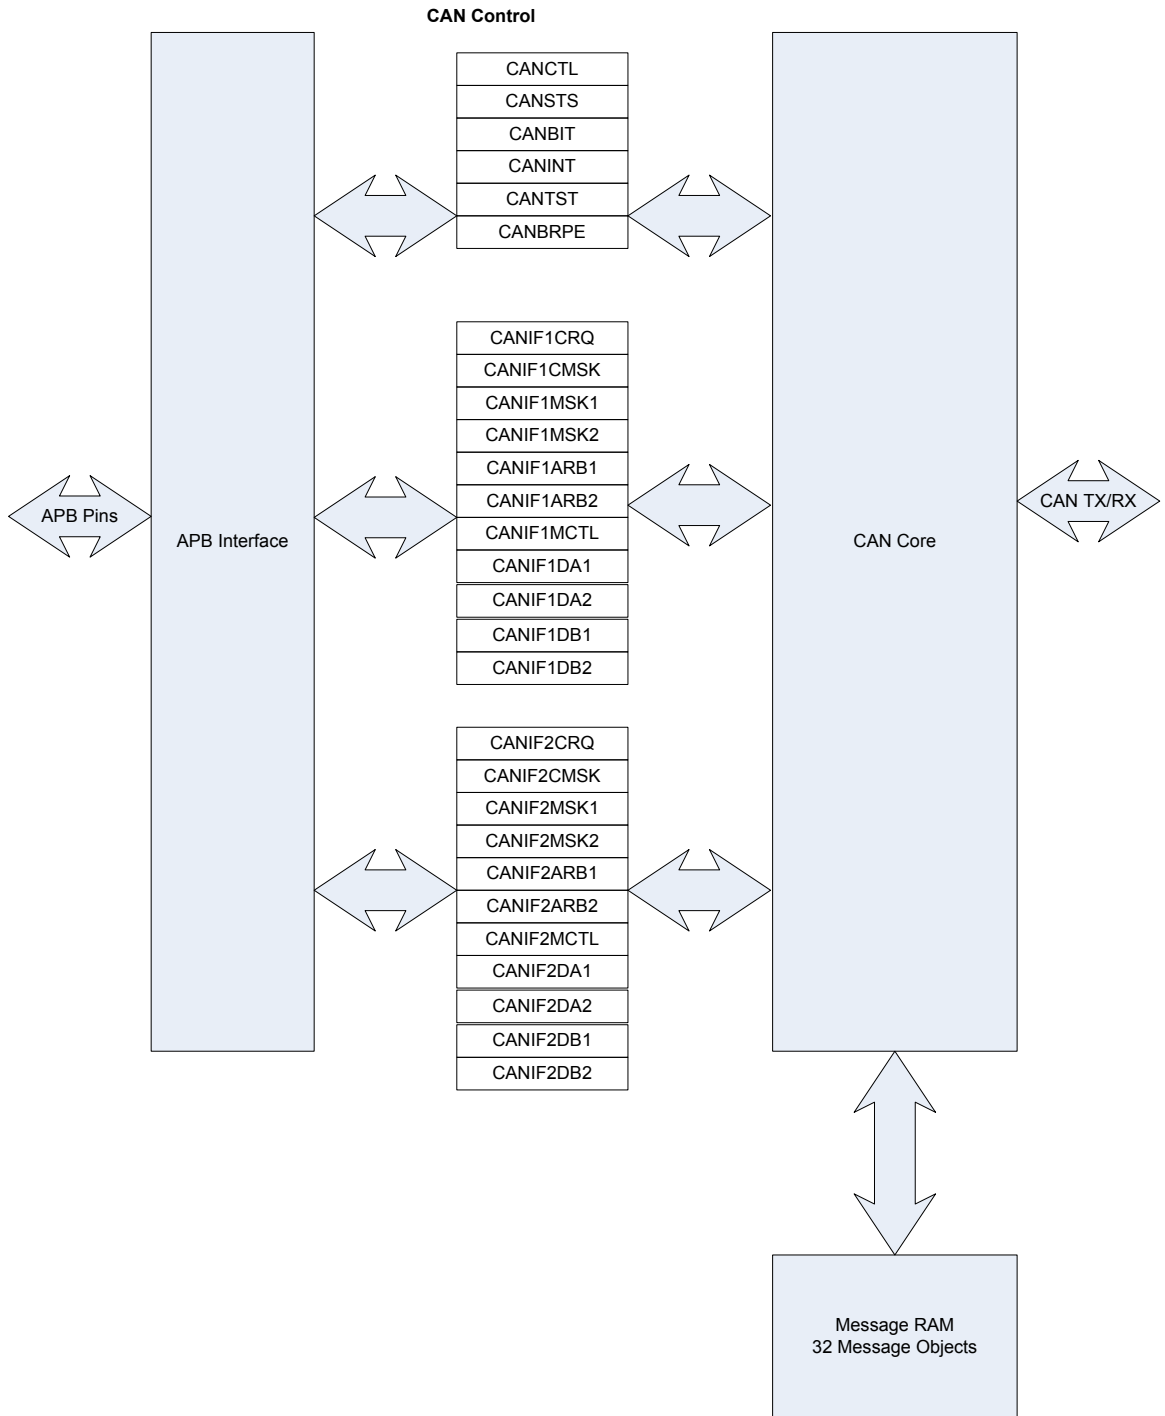 CAN Control
CANCTL
CANSTS
CANBIT
CANINT
CANTST
CANBRPE
CANIF1CRQ
CANIF1CMSK
CANIF1MSK1
CANIF1MSK2
CANIF1ARB1
CANIF1ARB2
CANIF1MCTL
CANIF1DA1
CANIF1DA2
CANIF1DB1
CANIF1DB2
APB Pins
APB Interface
CAN Core
CAN TX/RX
CANIF2CRQ
CANIF2CMSK
CANIF2MSK1
CANIF2MSK2
CANIF2ARB1
CANIF2ARB2
CANIF2MCTL
CANIF2DA1
CANIF2DA2
CANIF2DB1
CANIF2DB2
Message RAM
32 Message Objects